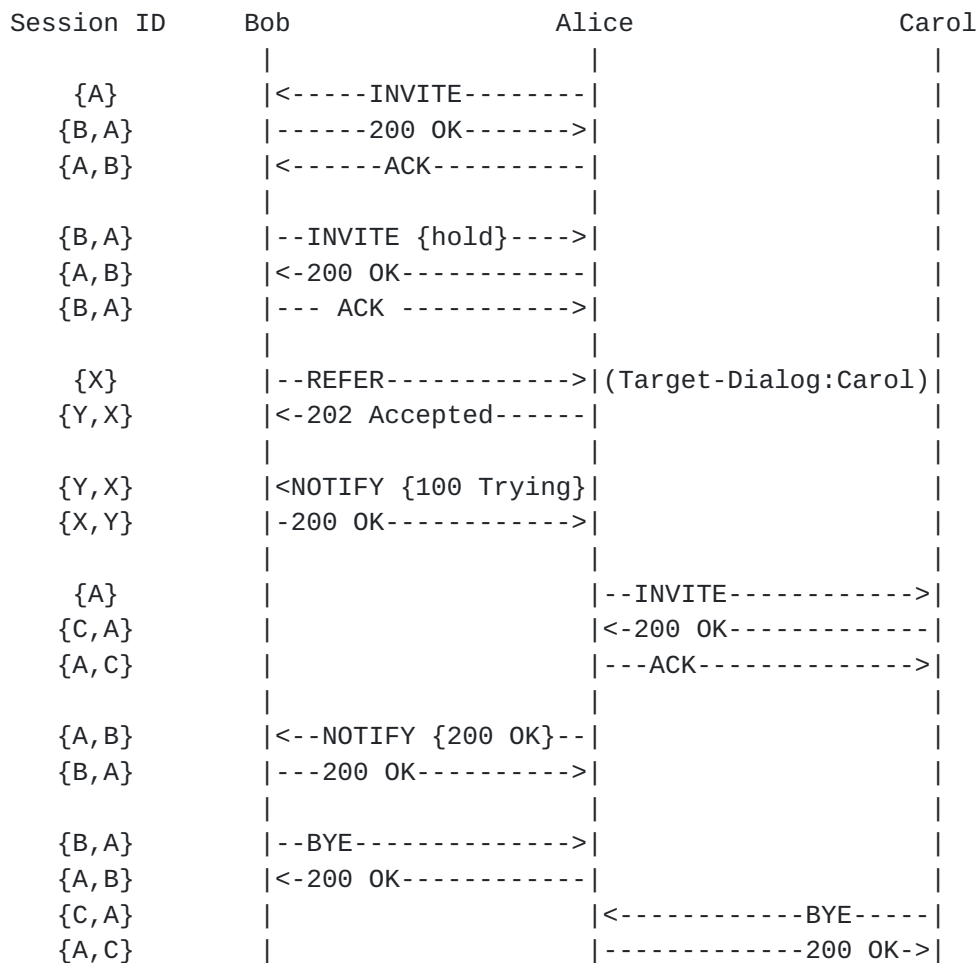 Session ID     Bob                  Alice                 Carol
                |                     |                     |
    {A}         |<-----INVITE--------|                     |
   {B,A}        |------200 OK------->|                     |
   {A,B}        |<------ACK----------|                     |
                |                     |                     |
   {B,A}        |--INVITE {hold}---->|                     |
   {A,B}        |<-200 OK------------|                     |
   {B,A}        |--- ACK ----------->|                     |
                |                     |                     |
    {X}         |--REFER------------>|(Target-Dialog:Carol)|
   {Y,X}        |<-202 Accepted------|                     |
                |                     |                     |
   {Y,X}        |<NOTIFY {100 Trying}|                     |
   {X,Y}        |-200 OK------------>|                     |
                |                     |                     |
    {A}         |                    |--INVITE------------>|
   {C,A}        |                    |<-200 OK-------------|
   {A,C}        |                    |---ACK-------------->|
                |                     |                     |
   {A,B}        |<--NOTIFY {200 OK}--|                     |
   {B,A}        |---200 OK---------->|                     |
                |                     |                     |
   {B,A}        |--BYE-------------->|                     |
   {A,B}        |<-200 OK------------|                     |
   {C,A}        |                    |<------------BYE-----|
   {A,C}        |                    |-------------200 OK->|